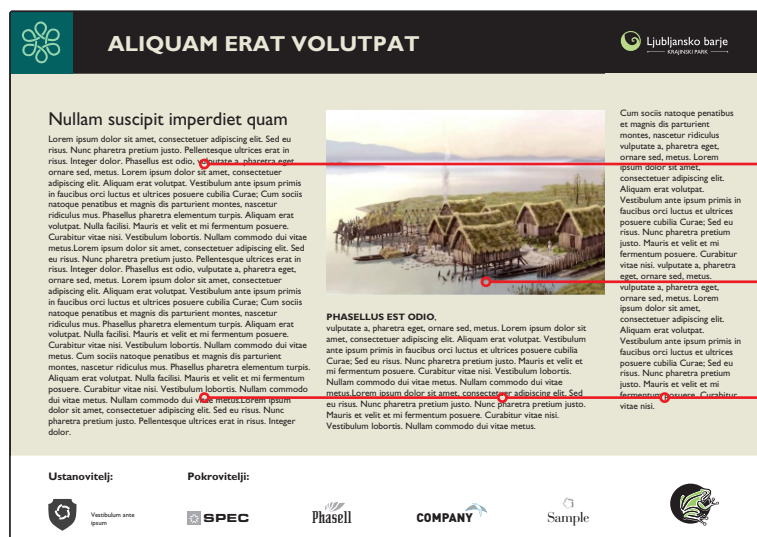 ALIQUAM ERAT VOLUTPAT
Ljubljansko barje
KRAJINSKI PARK
Nullam suscipit imperdiet quam
Lorem ipsum dolor sit amet, consectetuer adipiscing elit. Sed eu
risus. Nunc pharetra pretium justo. Pellentesque ultrices erat in
risus. Integer dolor. Phasellus est odio, vulputate a, pharetra eget,
ornare sed, metus. Lorem ipsum dolor sit amet, consectetuer
adipiscing elit. Aliquam erat volutpat. Vestibulum ante ipsum primis
in faucibus orci luctus et ultrices posuere cubilia Curae; Cum sociis
natoque penatibus et magnis dis parturient montes, nascetur
ridiculus mus. Phasellus pharetra elementum turpis. Aliquam erat
volutpat. Nulla facilisi. Mauris et velit et mi fermentum posuere.
Curabitur vitae nisi. Vestibulum lobortis. Nullam commodo dui vitae
metus.Lorem ipsum dolor sit amet, consectetuer adipiscing elit. Sed
eu risus. Nunc pharetra pretium justo. Pellentesque ultrices erat in
risus. Integer dolor. Phasellus est odio, vulputate a, pharetra eget,
ornare sed, metus. Lorem ipsum dolor sit amet, consectetuer
adipiscing elit. Aliquam erat volutpat. Vestibulum ante ipsum primis
in faucibus orci luctus et ultrices posuere cubilia Curae; Cum sociis
natoque penatibus et magnis dis parturient montes, nascetur
ridiculus mus. Phasellus pharetra elementum turpis. Aliquam erat
volutpat. Nulla facilisi. Mauris et velit et mi fermentum posuere.
Curabitur vitae nisi. Vestibulum lobortis. Nullam commodo dui vitae
metus. Cum sociis natoque penatibus et magnis dis parturient
montes, nascetur ridiculus mus. Phasellus pharetra elementum turpis.
Aliquam erat volutpat. Nulla facilisi. Mauris et velit et mi fermentum
posuere. Curabitur vitae nisi. Vestibulum lobortis. Nullam commodo
dui vitae metus. Nullam commodo dui vitae metus.Lorem ipsum
dolor sit amet, consectetuer adipiscing elit. Sed eu risus. Nunc
pharetra pretium justo. Pellentesque ultrices erat in risus. Integer
dolor.
PHASELLUS EST ODIO,
vulputate a, pharetra eget, ornare sed, metus. Lorem ipsum dolor sit
amet, consectetuer adipiscing elit. Aliquam erat volutpat. Vestibulum
ante ipsum primis in faucibus orci luctus et ultrices posuere cubilia
Curae; Sed eu risus. Nunc pharetra pretium justo. Mauris et velit et
mi fermentum posuere. Curabitur vitae nisi. Vestibulum lobortis.
Nullam commodo dui vitae metus. Nullam commodo dui vitae
metus.Lorem ipsum dolor sit amet, consectetuer adipiscing elit. Sed
eu risus. Nunc pharetra pretium justo. Nunc pharetra pretium justo.
Mauris et velit et mi fermentum posuere. Curabitur vitae nisi.
Vestibulum lobortis. Nullam commodo dui vitae metus.
Cum sociis natoque penatibus
et magnis dis parturient
montes, nascetur ridiculus
vulputate a, pharetra eget,
ornare sed, metus. Lorem
ipsum dolor sit amet,
consectetuer adipiscing elit.
Aliquam erat volutpat.
Vestibulum ante ipsum primis in
faucibus orci luctus et ultrices
posuere cubilia Curae; Sed eu
risus. Nunc pharetra pretium
justo. Mauris et velit et mi
fermentum posuere. Curabitur
vitae nisi. vulputate a, pharetra
eget, ornare sed, metus.
vulputate a, pharetra eget,
ornare sed, metus. Lorem
ipsum dolor sit amet,
consectetuer adipiscing elit.
Aliquam erat volutpat.
Vestibulum ante ipsum primis in
faucibus orci luctus et ultrices
posuere cubilia Curae; Sed eu
risus. Nunc pharetra pretium
justo. Mauris et velit et mi
fermentum posuere. Curabitur
vitae nisi.
Ustanovitelj:
Pokrovitelji:
Vestibulum ante
ipsum
SPEC
Phasell
COMPANY
Sample